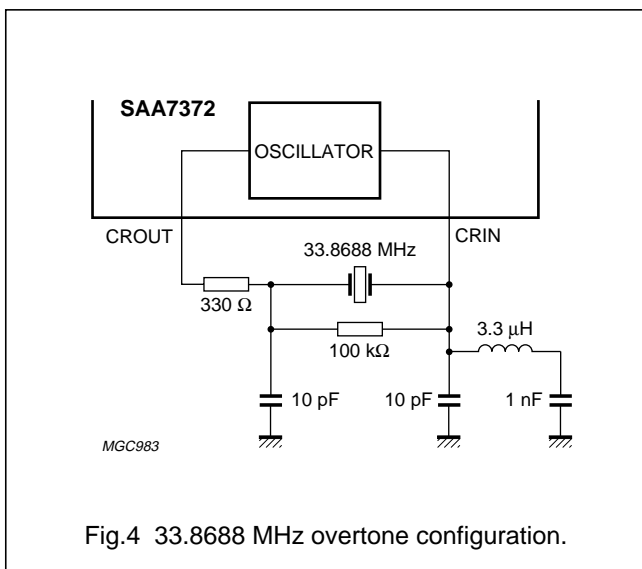 SAA7372
OSCILLATOR
CROUT
CRIN
33.8688 MHz
330 Ω
100 kΩ
3.3 μH
10 pF
10 pF
1 nF
MGC983
Fig.4 33.8688 MHz overtone configuration.